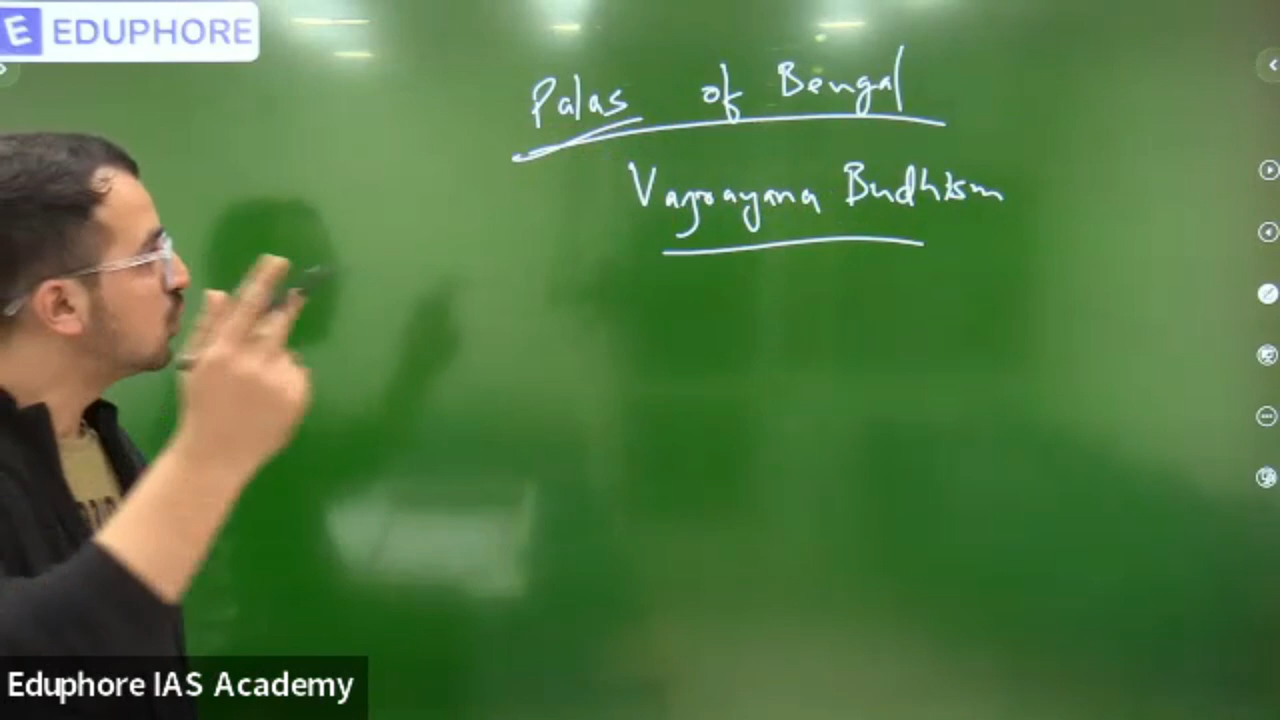 E EDUPHORE
Palas of Bengal
Vajrayana Budhism
Eduphore IAS Academy